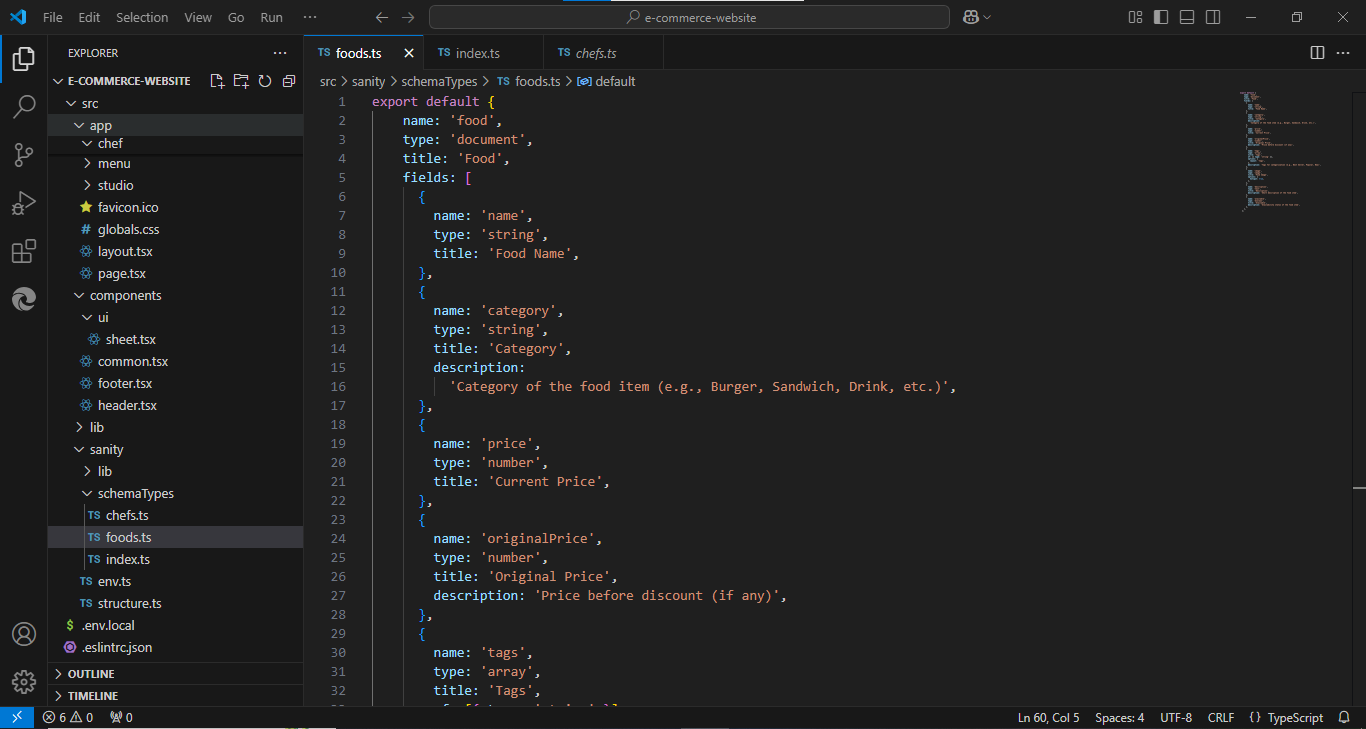 File Edit Selection View Go Run ··· e-commerce-website
EXPLORER ···
E-COMMERCE-WEBSITE
src
app
chef
menu
studio
favicon.ico
# globals.css
layout.tsx
page.tsx
components
ui
sheet.tsx
common.tsx
footer.tsx
header.tsx
lib
sanity
lib
schemaTypes
TS chefs.ts
TS foods.ts
TS index.ts
TS env.ts
TS structure.ts
$ .env.local
.eslintrc.json
OUTLINE
TIMELINE
TS foods.ts TS index.ts TS chefs.ts
src > sanity > schemaTypes > TS foods.ts > default
1 export default {
2 name: 'food',
3 type: 'document',
4 title: 'Food',
5 fields: [
6 {
7 name: 'name',
8 type: 'string',
9 title: 'Food Name',
10 },
11 {
12 name: 'category',
13 type: 'string',
14 title: 'Category',
15 description:
16 'Category of the food item (e.g., Burger, Sandwich, Drink, etc.)',
17 },
18 {
19 name: 'price',
20 type: 'number',
21 title: 'Current Price',
22 },
23 {
24 name: 'originalPrice',
25 type: 'number',
26 title: 'Original Price',
27 description: 'Price before discount (if any)',
28 },
29 {
30 name: 'tags',
31 type: 'array',
32 title: 'Tags',
6 0 0 Ln 60, Col 5 Spaces: 4 UTF-8 CRLF {} TypeScript